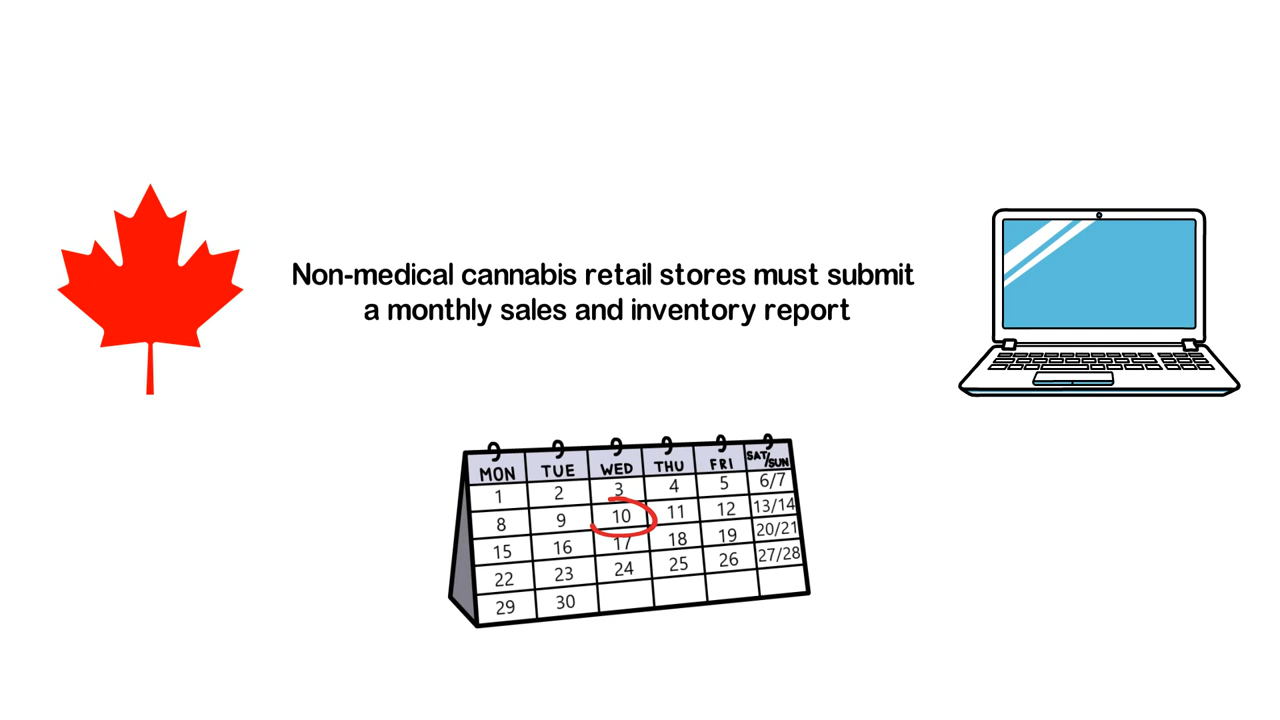 Non-medical cannabis retail stores must submit
a monthly sales and inventory report
MON TUE WED THU FRI SAT/SUN
1 2 3 4 5 6/7
8 9 10 11 12 13/14
15 16 17 18 19 20/21
22 23 24 25 26 27/28
29 30